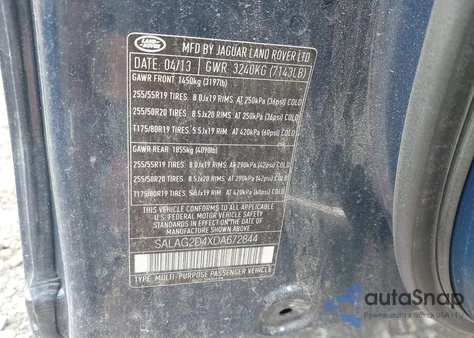 LAND ROVER
MFD BY JAGUAR LAND ROVER LTD
DATE: 04/13 GWR 3240KG (7143LB)
GAWR FRONT 1450kg (3197lb)
255/55R19 TIRES 8.0Jx19 RIMS AT 250kPa (36psi) COLD
255/50R20 TIRES 8.5Jx20 RIMS AT 250kPa (36psi) COLD
T175/80R19 TIRES 5.5Jx19 RIM AT 420kPa (60psi) COLD
GAWR REAR 1855kg (4090lb)
255/55R19 TIRES 8.0Jx19 RIMS AT 290kPa (42psi) COLD
255/50R20 TIRES 8.5Jx20 RIMS AT 290kPa (42psi) COLD
T175/80R19 TIRES RIM AT 420kPa (60psi) COLD
THIS VEHICLE CONFORMS TO ALL APPLICABLE
U.S. FEDERAL MOTOR VEHICLE SAFETY
STANDARDS IN EFFECT ON THE DATE OF
MANUFACTURE SHOWN ABOVE
SALAG2D4XDA672844
TYPE: MULTI-PURPOSE PASSENGER VEHICLE
autoSnap
Pewne auto z USA i EU